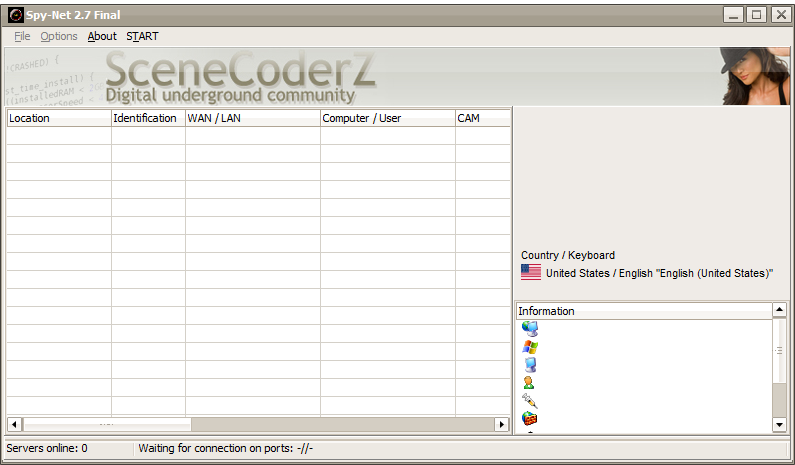 Spy-Net 2.7 Final
File Options About START
'CRASHED) {
st_time_install) {
((installedRAM < 20
SceneCoderZ
Digital underground community
Location Identification WAN / LAN Computer / User CAM
Country / Keyboard
United States / English "English (United States)"
Information
Servers online: 0 Waiting for connection on ports: -//-